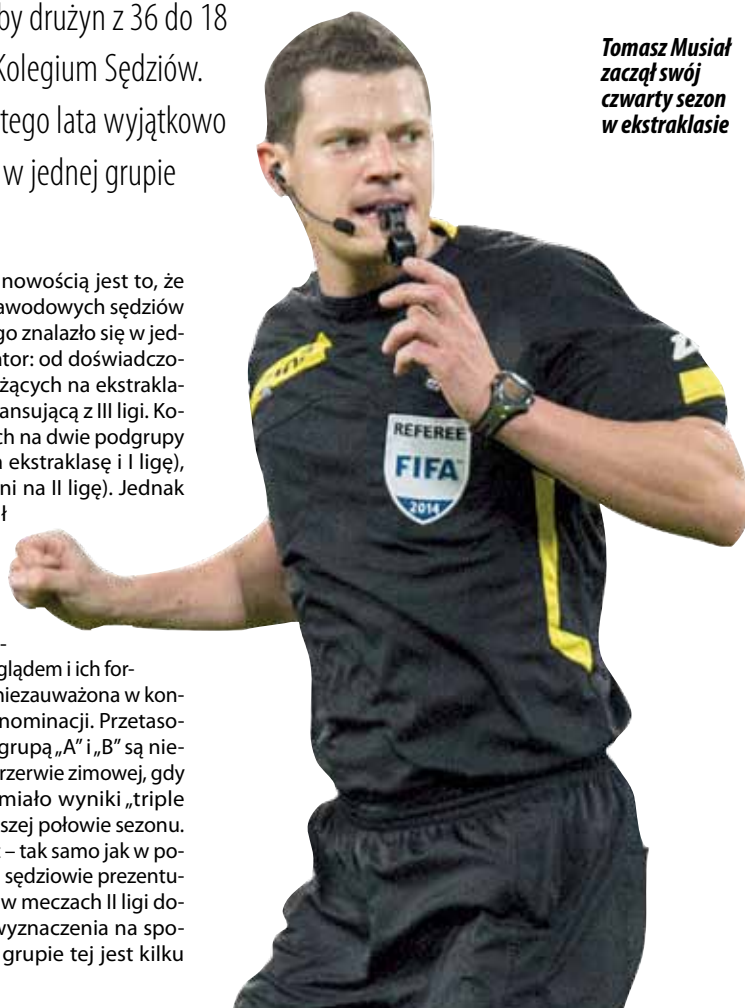 by drużyn z 36 do 18
Kolegium Sędziów.
tego lata wyjątkowo
w jednej grupie
Tomasz Musiał
zaczął swój
czwarty sezon
w ekstraklasie
nowością jest to, że
awodowych sędziów
go znalazło się w jed-
ator: od doświadczo-
żących na ekstrakla-
ansującą z III ligi. Ko-
ch na dwie podgrupy
ekstraklasę i I ligę),
ni na II ligę). Jednak
ł
-
glądem i ich for-
niezauważona w kon-
nominacji. Przetaso-
grupą „A” i „B” są nie-
rzerwie zimowej, gdy
miało wyniki „triple
szej połowie sezonu.
– tak samo jak w po-
sędziowie prezentu-
w meczach II ligi do-
wyznaczenia na spo-
grupie tej jest kilku
REFEREE
FIFA
2014